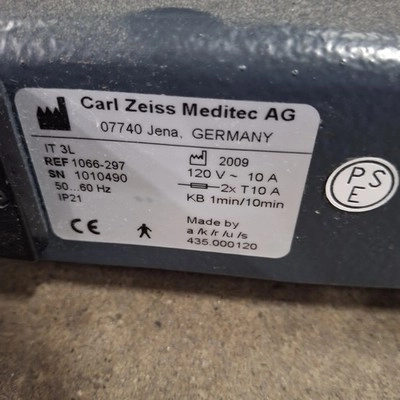 Carl Zeiss Meditec AG
07740 Jena, GERMANY
IT 3L
REF 1066-297
SN 1010490
50...60 Hz
IP21
2009
120 V ~ 10 A
2x T10 A
KB 1min/10min
CE
Made by
a /k /r /u /s
435.000120
PSE